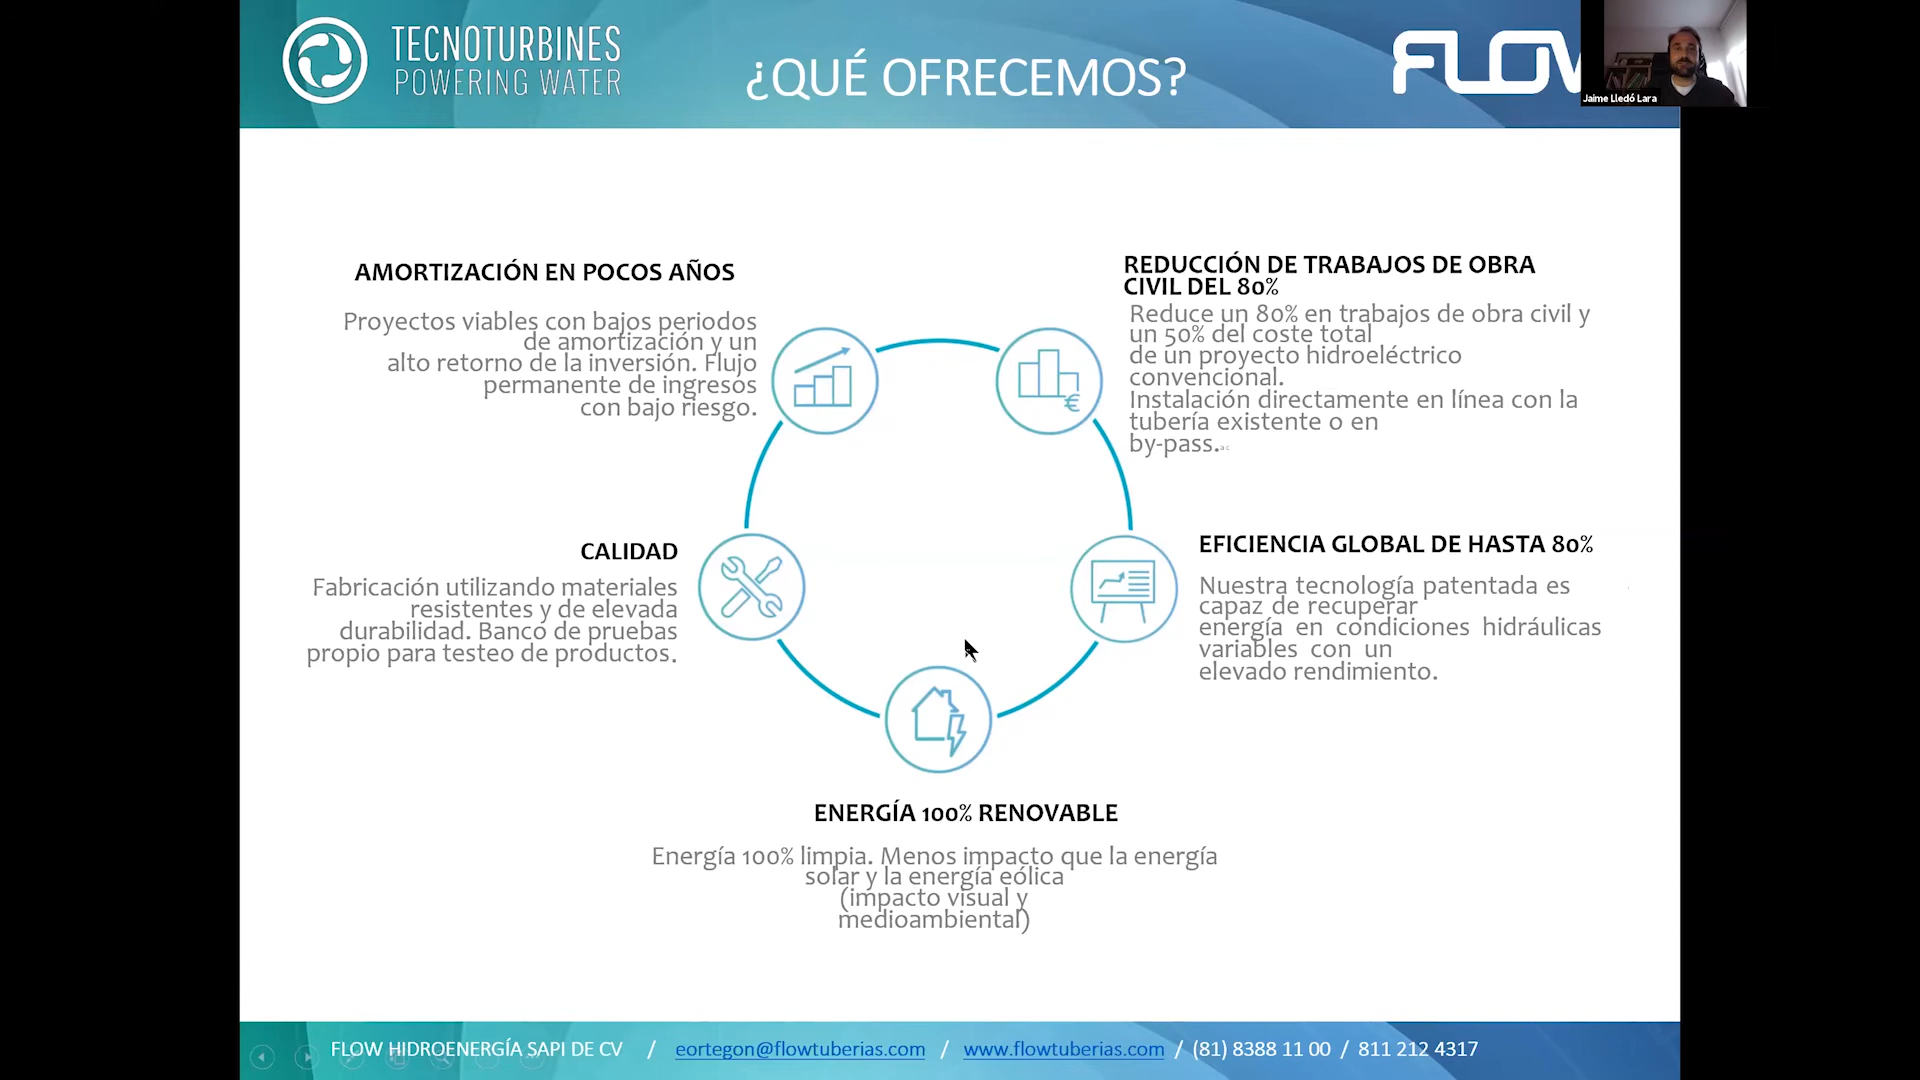 TECNOTURBINES
POWERING WATER
¿QUÉ OFRECEMOS?
FLOW
Jaime Lledó Lara
AMORTIZACIÓN EN POCOS AÑOS
Proyectos viables con bajos periodos
de amortización y un
alto retorno de la inversión. Flujo
permanente de ingresos
con bajo riesgo.
REDUCCIÓN DE TRABAJOS DE OBRA
CIVIL DEL 80%
Reduce un 80% en trabajos de obra civil y
un 50% del coste total
de un proyecto hidroeléctrico
convencional.
Instalación directamente en línea con la
tubería existente o en
by-pass.
CALIDAD
Fabricación utilizando materiales
resistentes y de elevada
durabilidad. Banco de pruebas
propio para testeo de productos.
EFICIENCIA GLOBAL DE HASTA 80%
Nuestra tecnología patentada es
capaz de recuperar
energía en condiciones hidráulicas
variables con un
elevado rendimiento.
ENERGÍA 100% RENOVABLE
Energía 100% limpia. Menos impacto que la energía
solar y la energía eólica
(impacto visual y
medioambiental)
FLOW HIDROENERGÍA SAPI DE CV / eortegon@flowtuberias.com / www.flowtuberias.com / (81) 8388 11 00 / 811 212 4317